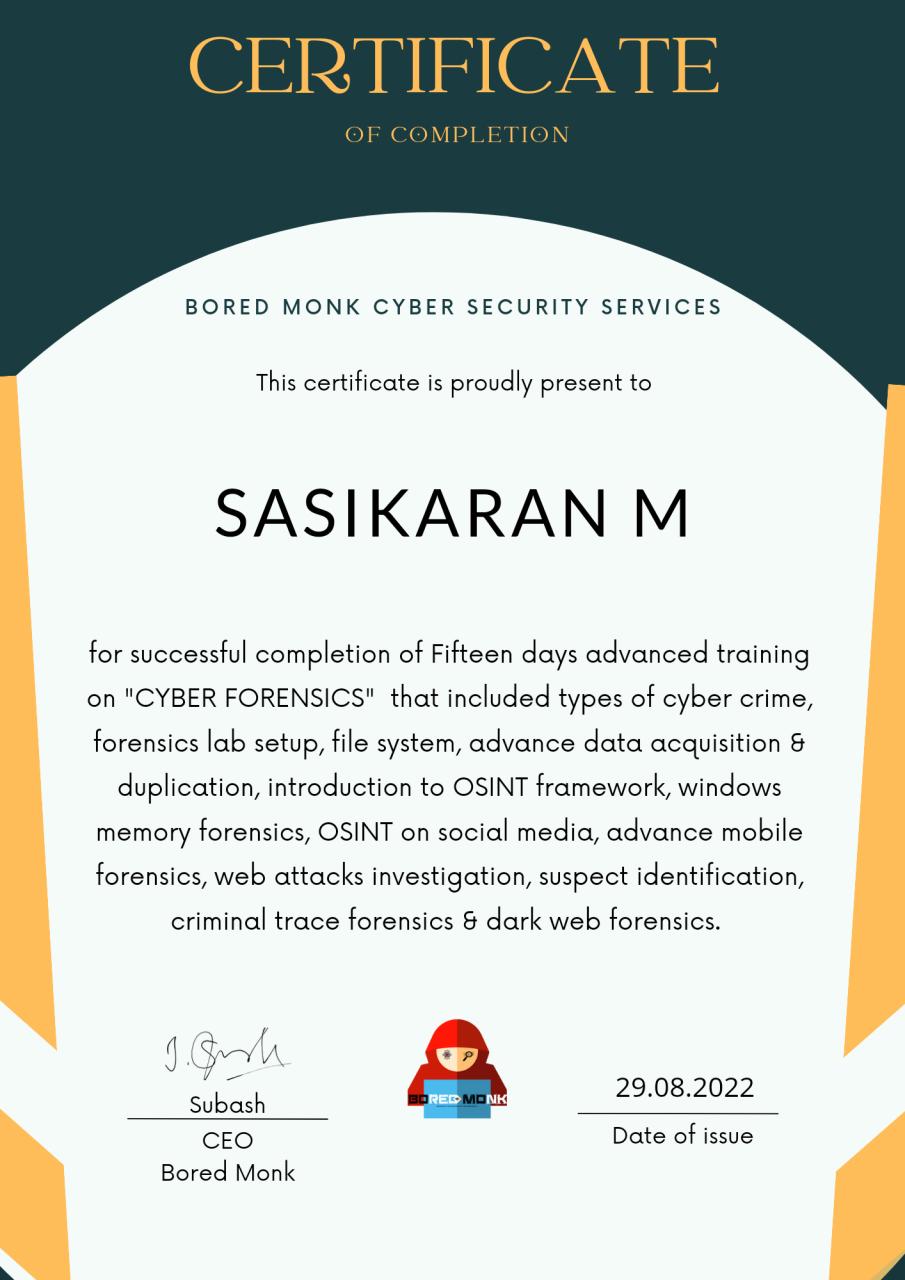 CERTIFICATE
OF COMPLETION
BORED MONK CYBER SECURITY SERVICES
This certificate is proudly present to
SASIKARAN M
for successful completion of Fifteen days advanced training
on "CYBER FORENSICS" that included types of cyber crime,
forensics lab setup, file system, advance data acquisition &
duplication, introduction to OSINT framework, windows
memory forensics, OSINT on social media, advance mobile
forensics, web attacks investigation, suspect identification,
criminal trace forensics & dark web forensics.
BORED MONK
29.08.2022
Subash
Date of issue
CEO
Bored Monk